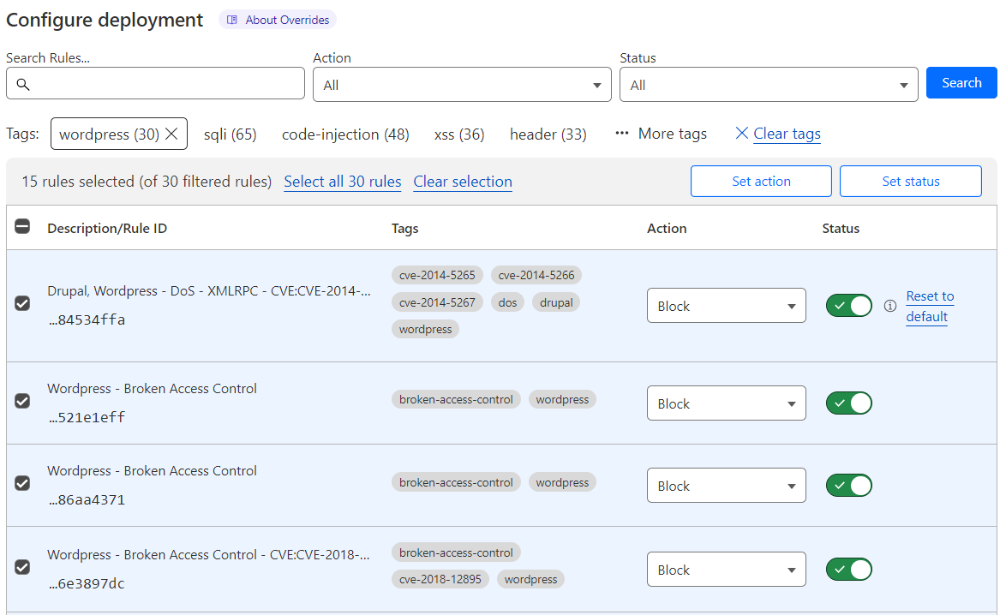 Configure deployment
About Overrides
Search Rules...
Action
Status
All
All
Search
Tags:
wordpress (30)
sqli (65)
code-injection (48)
xss (36)
header (33)
More tags
Clear tags
15 rules selected (of 30 filtered rules)
Select all 30 rules
Clear selection
Set action
Set status
Description/Rule ID
Tags
Action
Status
Drupal, Wordpress - DoS - XMLRPC - CVE:CVE-2014-...
...84534ffa
cve-2014-5265
cve-2014-5266
cve-2014-5267
dos
drupal
wordpress
Block
Reset to
default
Wordpress - Broken Access Control
...521e1eff
broken-access-control
wordpress
Block
Wordpress - Broken Access Control
...86aa4371
broken-access-control
wordpress
Block
Wordpress - Broken Access Control - CVE:CVE-2018-...
...6e3897dc
broken-access-control
cve-2018-12895
wordpress
Block